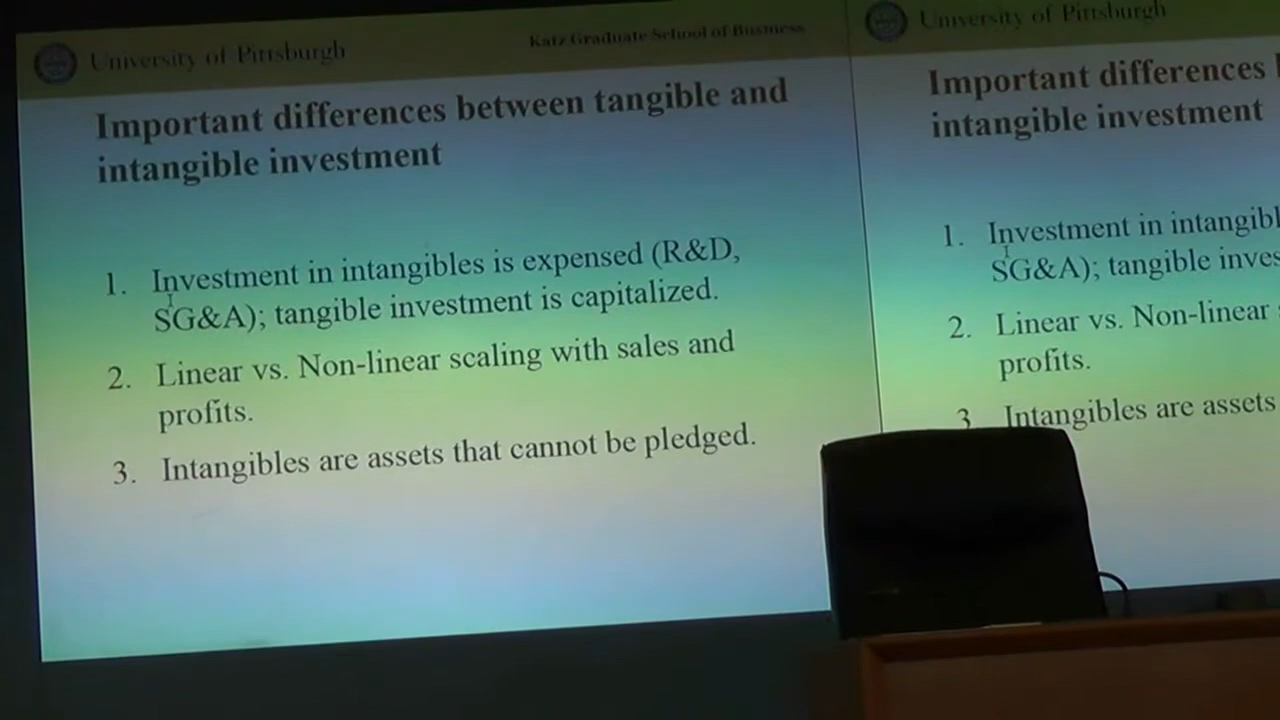 University of Pittsburgh
Katz Graduate School of Business
Important differences between tangible and
intangible investment
1. Investment in intangibles is expensed (R&D,
SG&A); tangible investment is capitalized.
2. Linear vs. Non-linear scaling with sales and
profits.
3. Intangibles are assets that cannot be pledged.
University of Pittsburgh
Important differences
intangible investment
1. Investment in intangibl
SG&A); tangible inves
2. Linear vs. Non-linear
profits.
3 Intangibles are assets